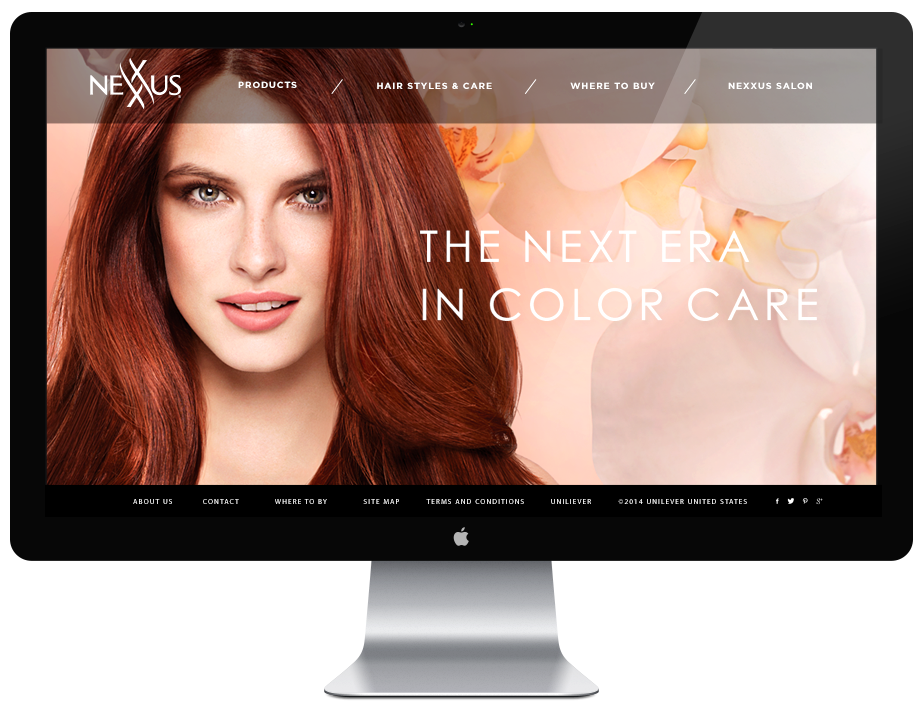 NEXXUS
PRODUCTS / HAIR STYLES & CARE / WHERE TO BUY / NEXXUS SALON
THE NEXT ERA
IN COLOR CARE
ABOUT US CONTACT WHERE TO BY SITE MAP TERMS AND CONDITIONS UNILIEVER ©2014 UNILEVER UNITED STATES f g+